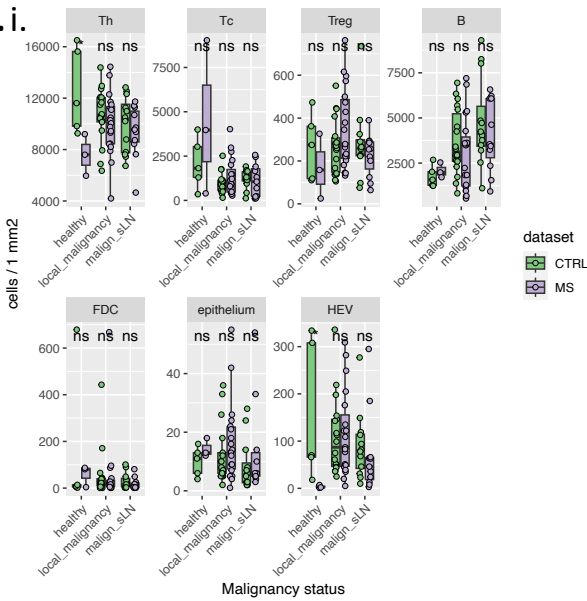 i.i.
Th
Tc
Treg
B
16000
14000
12000
10000
8000
6000
4000
*
ns
ns
7500
5000
2500
0
ns
ns
ns
600
400
200
0
ns
ns
ns
7500
5000
2500
ns
ns
ns
healthy
local_malignancy
malign_sLN
healthy
local_malignancy
malign_sLN
healthy
local_malignancy
malign_sLN
healthy
local_malignancy
malign_sLN
cells / 1 mm2
dataset
CTRL
MS
FDC
epithelium
HEV
600
400
200
0
ns
ns
ns
40
20
0
ns
ns
ns
300
200
100
0
*
ns
ns
healthy
local_malignancy
malign_sLN
healthy
local_malignancy
malign_sLN
healthy
local_malignancy
malign_sLN
Malignancy status